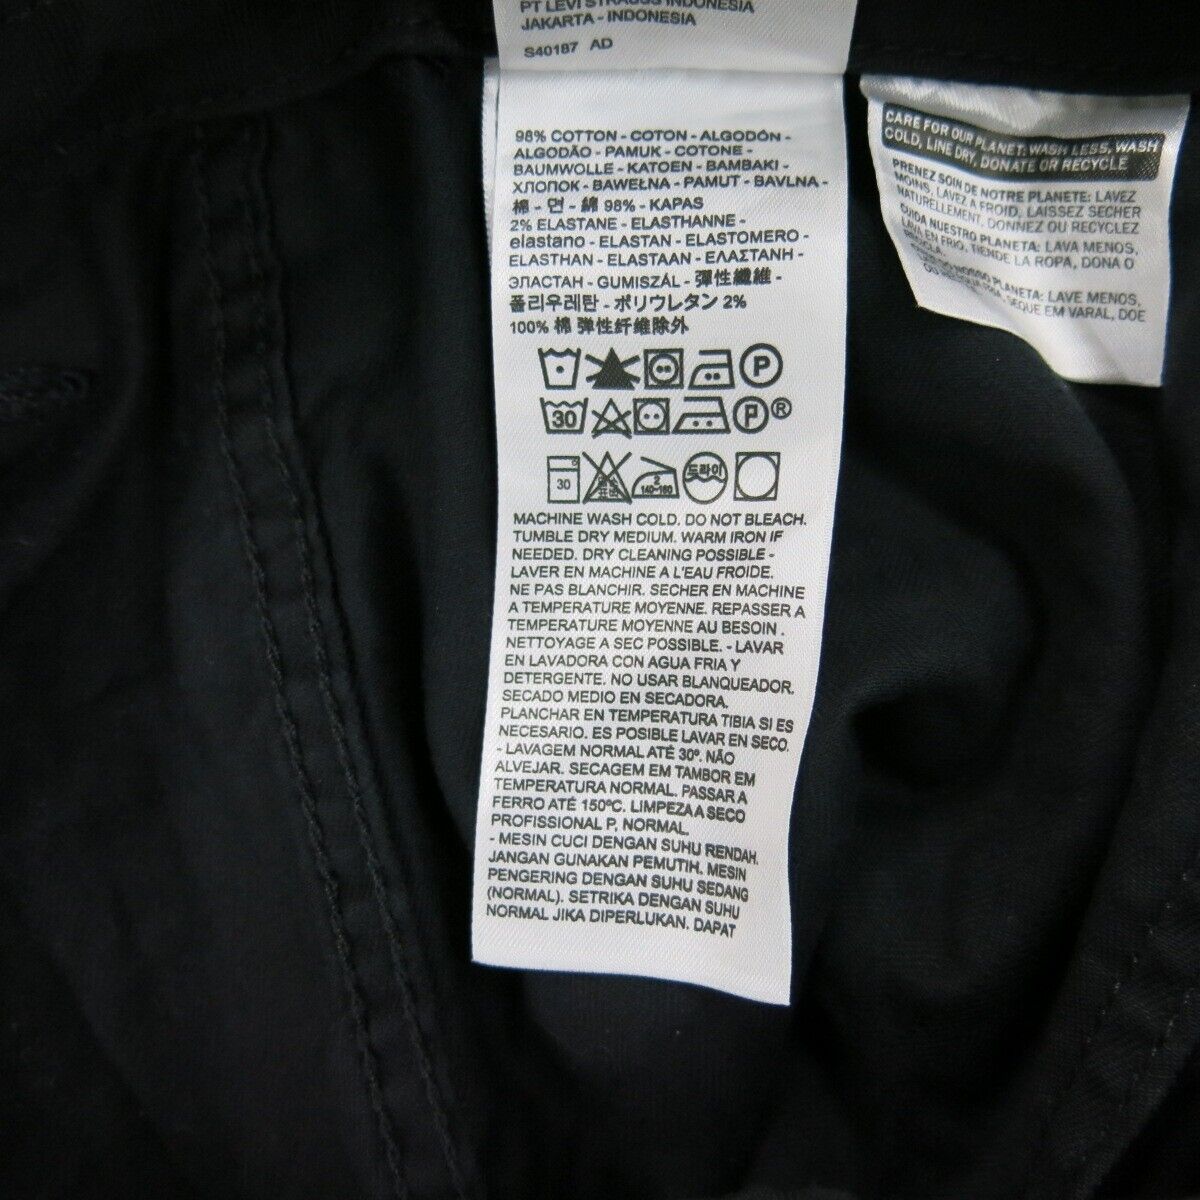 PT LEVI STRAUSS INDONESIA
JAKARTA - INDONESIA
S40187 AD
98% COTTON - COTON - ALGODÓN -
ALGODÃO - PAMUK - COTONE -
BAUMWOLLE - KATOEN - BAMBAKI -
ХЛОПОК - BAWEŁNA - PAMUT - BAVLNA -
棉 - 면 - 綿 98% - KAPAS
2% ELASTANE - ELASTHANNE -
elastano - ELASTAN - ELASTOMERO -
ELASTHAN - ELASTAAN - ΕΛΑΣΤΑΝΗ -
ЭЛАСТАН - GUMISZÁL - 彈性纖維 -
폴리우레탄 - ポリウレタン 2%
100% 棉 弹性纤维除外
P
30 P ®
30 2 140~160 드라이
MACHINE WASH COLD. DO NOT BLEACH.
TUMBLE DRY MEDIUM. WARM IRON IF
NEEDED. DRY CLEANING POSSIBLE -
LAVER EN MACHINE A L'EAU FROIDE.
NE PAS BLANCHIR. SECHER EN MACHINE
A TEMPERATURE MOYENNE. REPASSER A
TEMPERATURE MOYENNE AU BESOIN .
NETTOYAGE A SEC POSSIBLE. - LAVAR
EN LAVADORA CON AGUA FRIA Y
DETERGENTE. NO USAR BLANQUEADOR.
SECADO MEDIO EN SECADORA.
PLANCHAR EN TEMPERATURA TIBIA SI ES
NECESARIO. ES POSIBLE LAVAR EN SECO.
- LAVAGEM NORMAL ATÉ 30º. NÃO
ALVEJAR. SECAGEM EM TAMBOR EM
TEMPERATURA NORMAL. PASSAR A
FERRO ATÉ 150ºC. LIMPEZA A SECO
PROFISSIONAL P, NORMAL.
- MESIN CUCI DENGAN SUHU RENDAH.
JANGAN GUNAKAN PEMUTIH. MESIN
PENGERING DENGAN SUHU SEDANG
(NORMAL). SETRIKA DENGAN SUHU
NORMAL JIKA DIPERLUKAN. DAPAT
CARE FOR OUR PLANET: WASH LESS, WASH
COLD, LINE DRY, DONATE OR RECYCLE
PRENEZ SOIN DE NOTRE PLANETE: LAVEZ
MOINS, LAVEZ A FROID, LAISSEZ SECHER
NATURELLEMENT, DONNEZ OU RECYCLEZ
CUIDA NUESTRO PLANETA: LAVA MENOS,
LAVA EN FRIO, TIENDE LA ROPA, DONA O
RECICLA.
NOSSO PLANETA: LAVE MENOS,
SEQUE EM VARAL, DOE